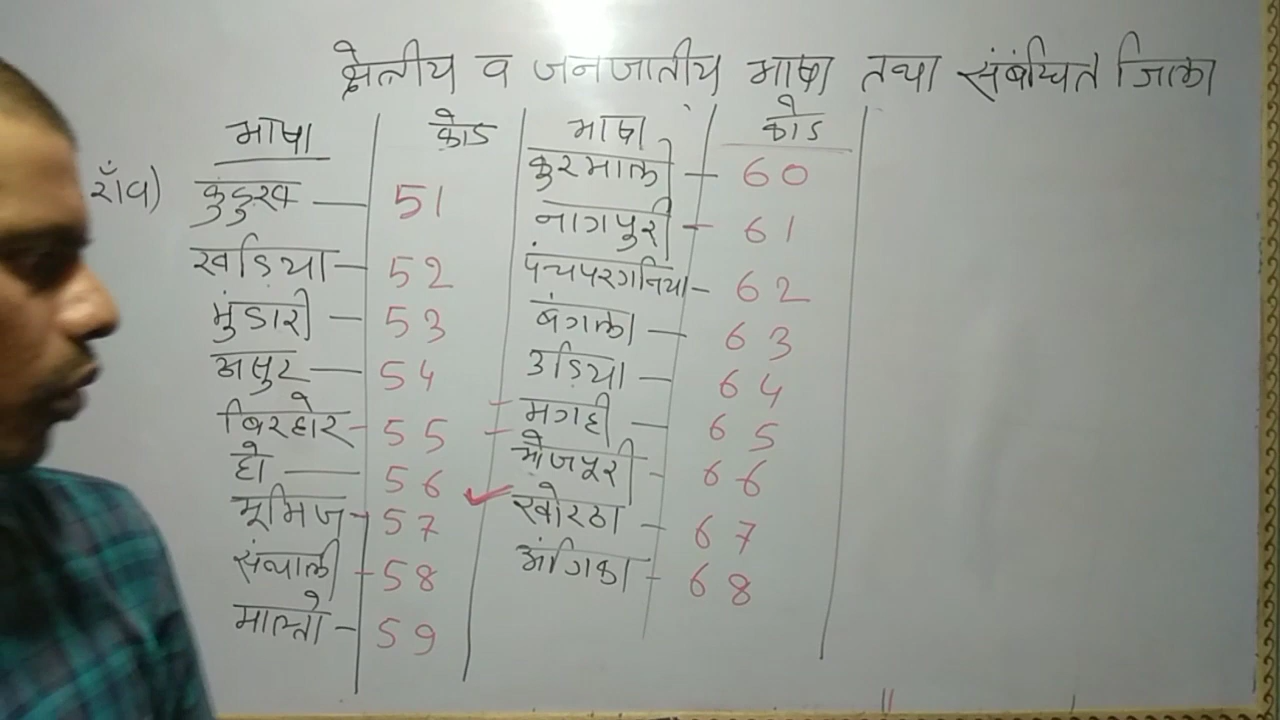 क्षेत्रीय व जनजातीय भाषा तथा संबंधित जिला
भाषा कोड भाषा कोड
राँव) कुंडुख — 51 कुरमाली — 60
खड़िया — 52 नागपुरी — 61
मुंडारी — 53 पंचपरगनिया — 62
असुर — 54 बंगला — 63
बिरहोर — 55 उड़िया — 64
हो — 56 मगही — 65
भूमिज — 57 भोजपूरी — 66
संथाली — 58 खोरठा — 67
माल्तो — 59 अंगिका — 68